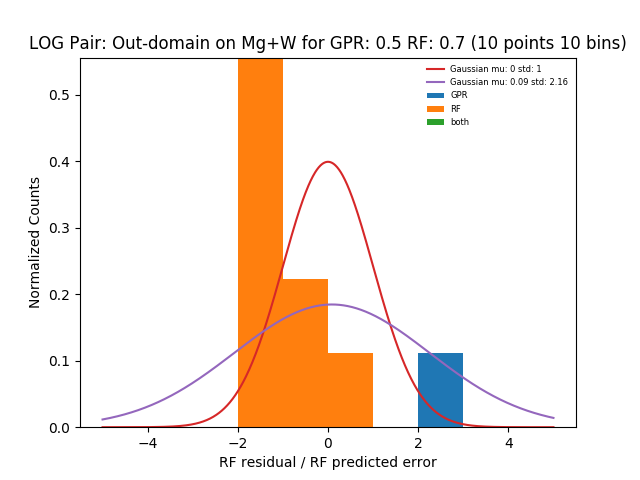 LOG Pair: Out-domain on Mg+W for GPR: 0.5 RF: 0.7 (10 points 10 bins)
Gaussian mu: 0 std: 1
Gaussian mu: 0.09 std: 2.16
GPR
RF
both
Normalized Counts
0.5
0.4
0.3
0.2
0.1
0.0
−4 −2 0 2 4
RF residual / RF predicted error